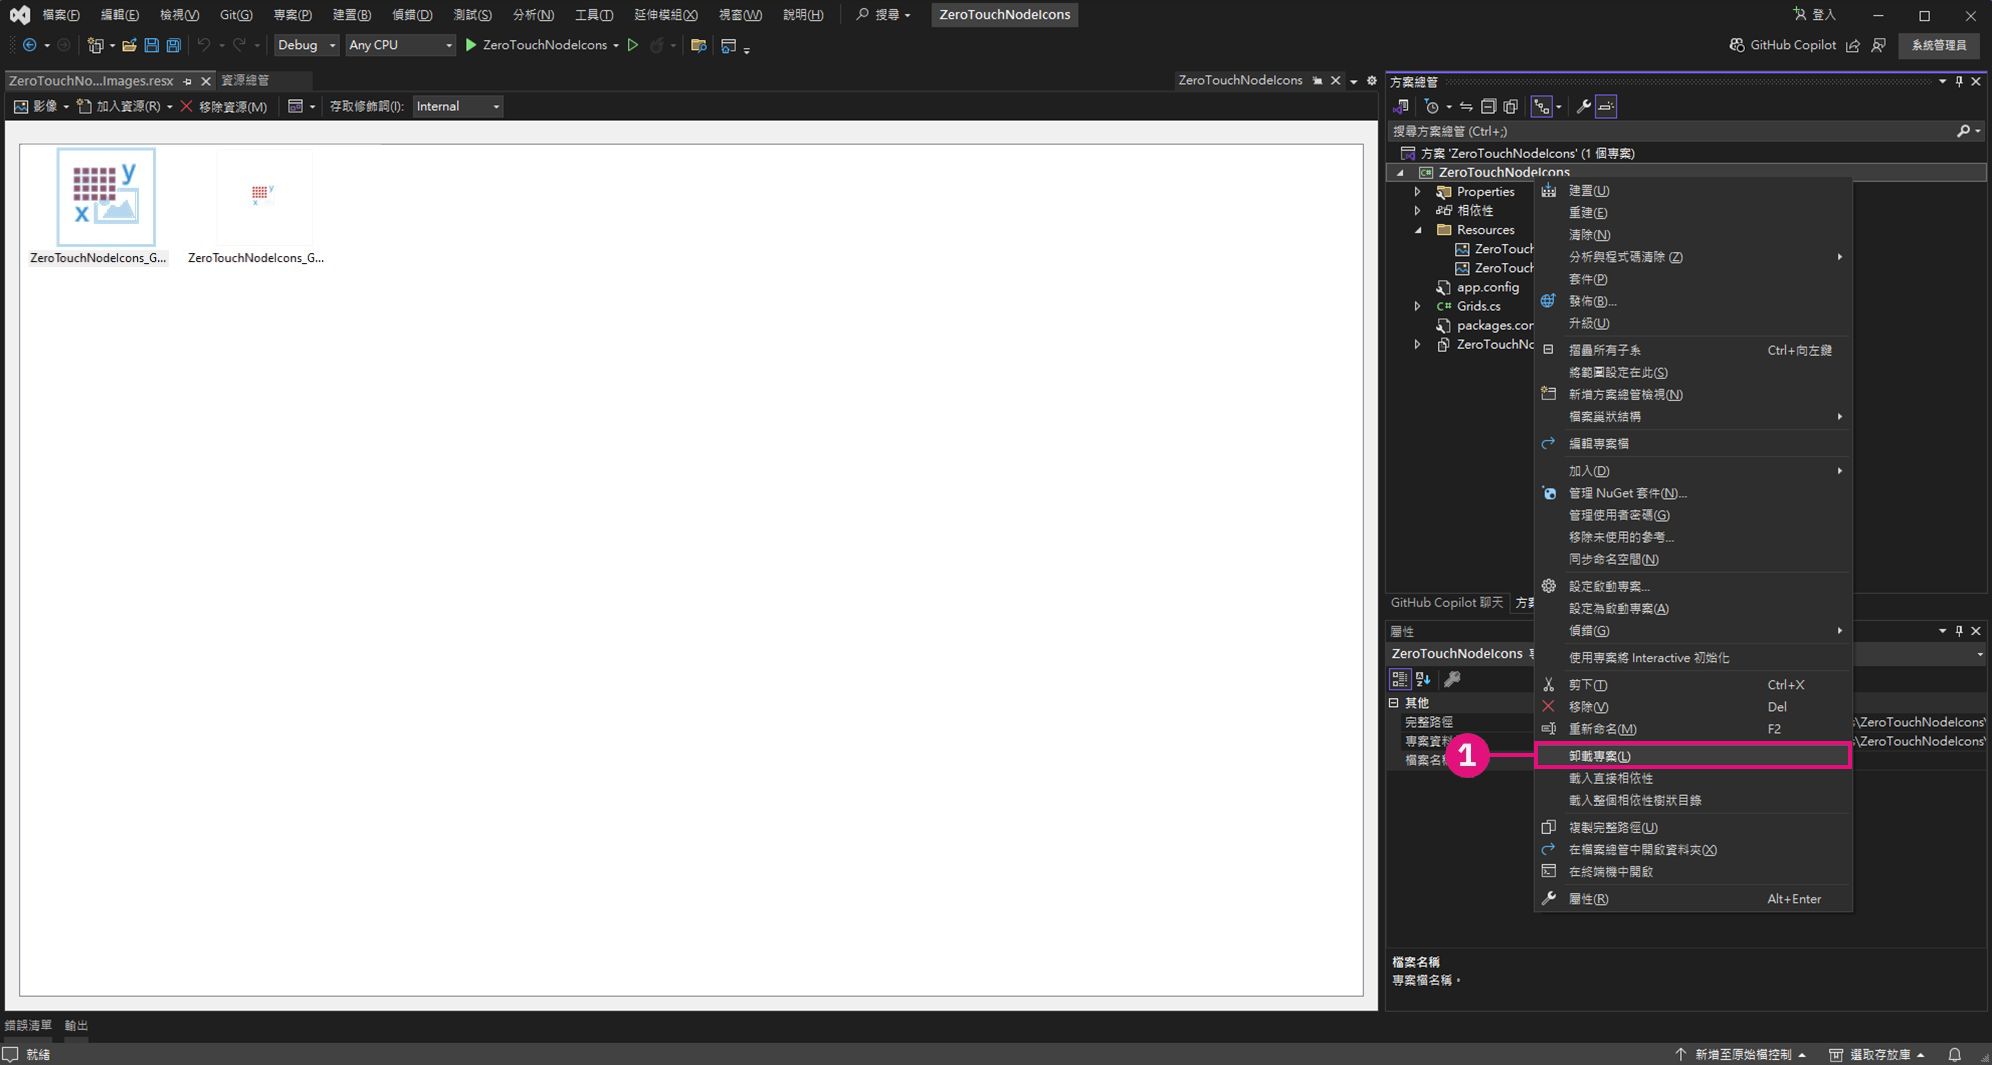 檔案(F) 編輯(E) 檢視(V) Git(G) 專案(P) 建置(B) 偵錯(D) 測試(S) 分析(N) 工具(T) 延伸模組(X) 視窗(W) 說明(H) 搜尋 ZeroTouchNodeIcons 登入
Debug Any CPU ZeroTouchNodeIcons GitHub Copilot 系統管理員
ZeroTouchNo...Images.resx 資源總管 ZeroTouchNodeIcons
影像 加入資源(R) 移除資源(M) 存取修飾詞(I): Internal
ZeroTouchNodeIcons_G... ZeroTouchNodeIcons_G...
方案總管
搜尋方案總管 (Ctrl+;)
方案 'ZeroTouchNodeIcons' (1 個專案)
ZeroTouchNodeIcons
Properties
相依性
Resources
ZeroTouch
ZeroTouch
app.config
Grids.cs
packages.con
ZeroTouchNo
建置(U)
重建(E)
清除(N)
分析與程式碼清除 (Z)
套件(P)
發佈(B)...
升級(U)
摺疊所有子系 Ctrl+向左鍵
將範圍設定在此(S)
新增方案總管檢視(N)
檔案巢狀結構
編輯專案檔
加入(D)
管理 NuGet 套件(N)...
管理使用者密碼(G)
移除未使用的參考...
同步命名空間(N)
設定啟動專案...
設定為啟動專案(A)
偵錯(G)
使用專案將 Interactive 初始化
剪下(T) Ctrl+X
移除(V) Del
重新命名(M) F2
卸載專案(L)
載入直接相依性
載入整個相依性樹狀目錄
複製完整路徑(U)
在檔案總管中開啟資料夾(X)
在終端機中開啟
屬性(R) Alt+Enter
GitHub Copilot 聊天 方案
屬性
ZeroTouchNodeIcons 專
其他
完整路徑 \ZeroTouchNodeIcons\
專案資料 \ZeroTouchNodeIcons\
檔案名稱
1
檔案名稱
專案檔名稱。
錯誤清單 輸出
就緒 新增至原始檔控制 選取存放庫